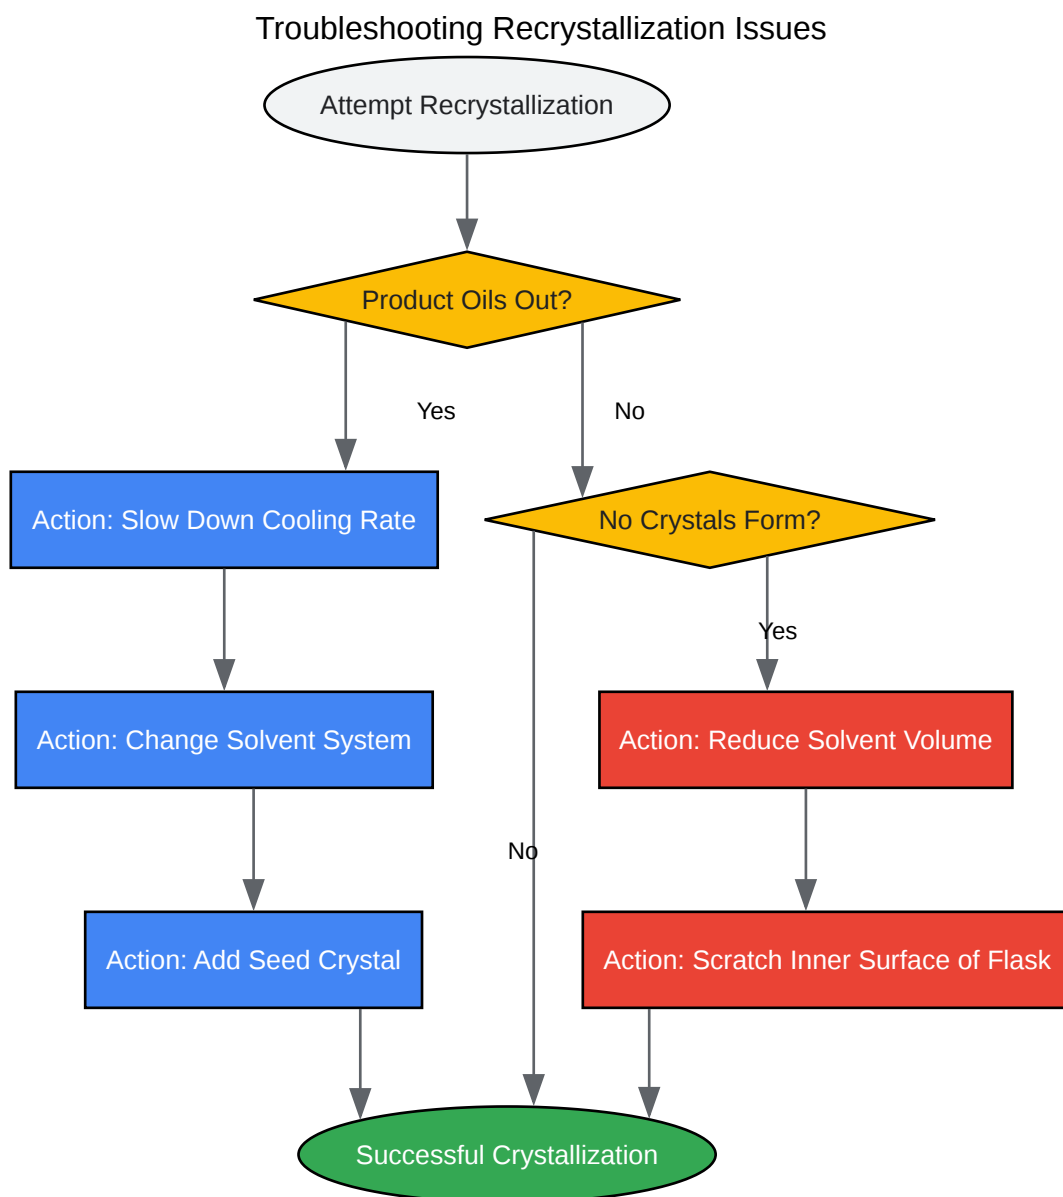 Troubleshooting Recrystallization Issues
Attempt Recrystallization
Product Oils Out?
Yes
No
Action: Slow Down Cooling Rate
No Crystals Form?
Yes
Action: Change Solvent System
Action: Reduce Solvent Volume
No
Action: Add Seed Crystal
Action: Scratch Inner Surface of Flask
Successful Crystallization